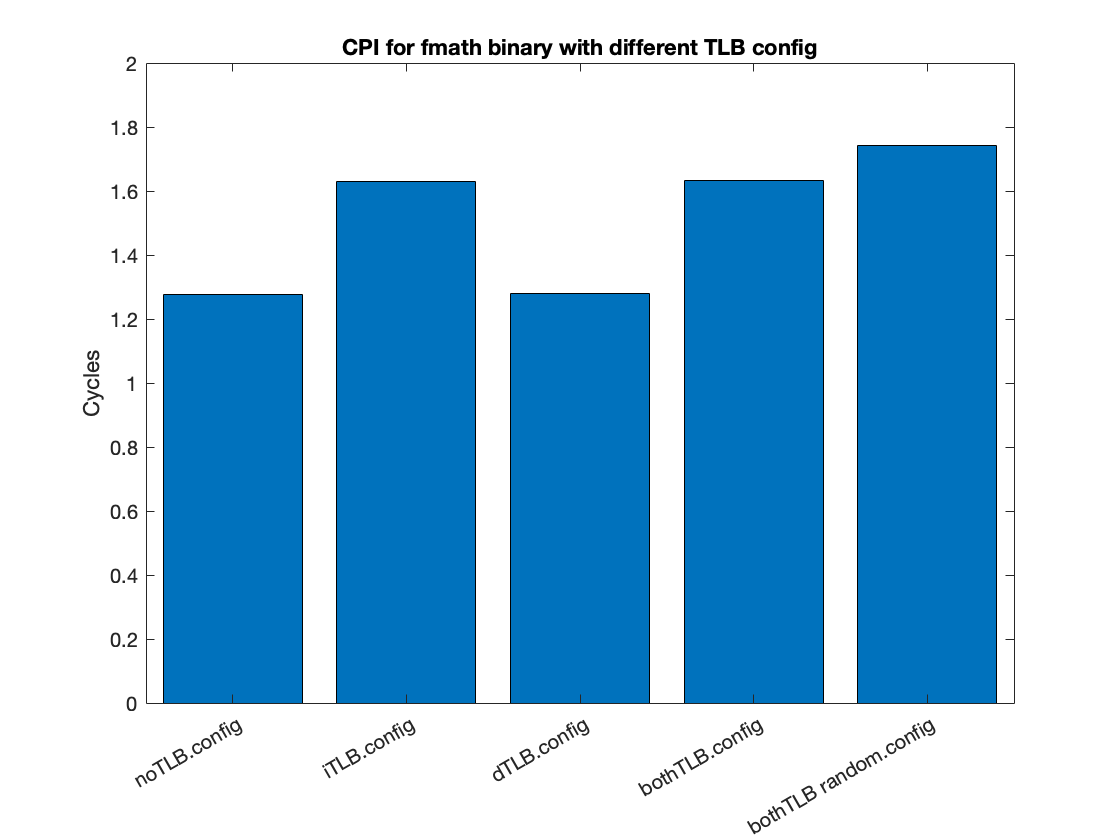 CPI for fmath binary with different TLB config
2
1.8
1.6
1.4
1.2
1
0.8
0.6
0.4
0.2
0
Cycles
noTLB.config
iTLB.config
dTLB.config
bothTLB.config
bothTLB random.config